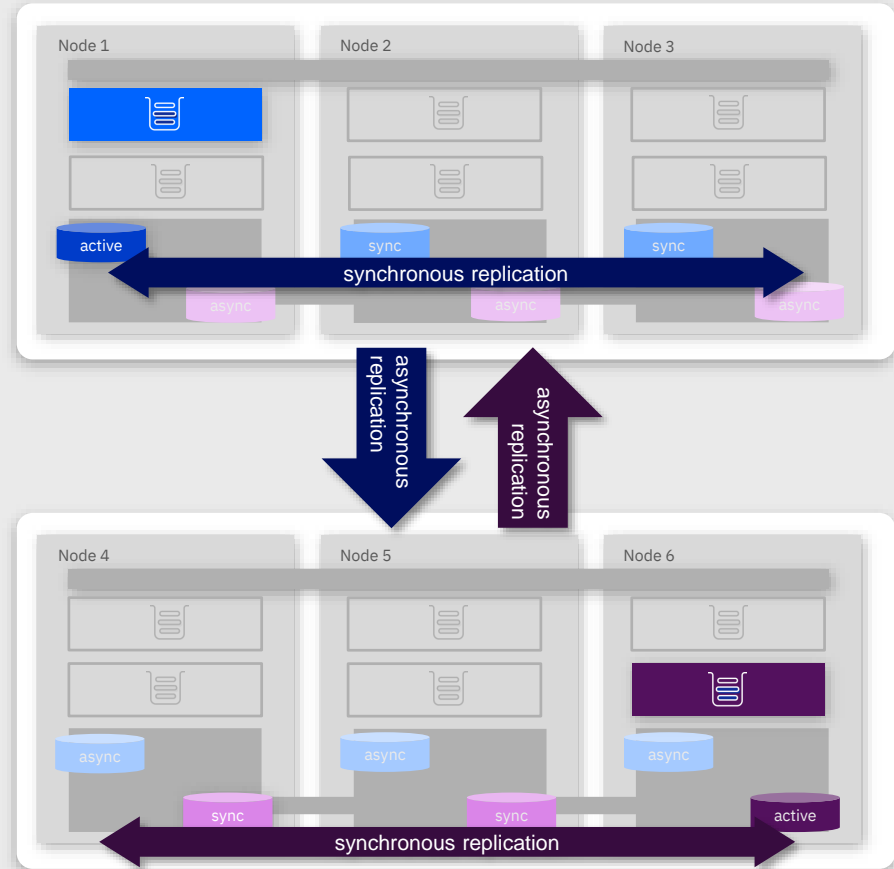 Node 1
Node 2
Node 3
active
sync
sync
synchronous replication
async
async
async
asynchronous
replication
asynchronous
replication
Node 4
Node 5
Node 6
async
async
async
sync
sync
active
synchronous replication